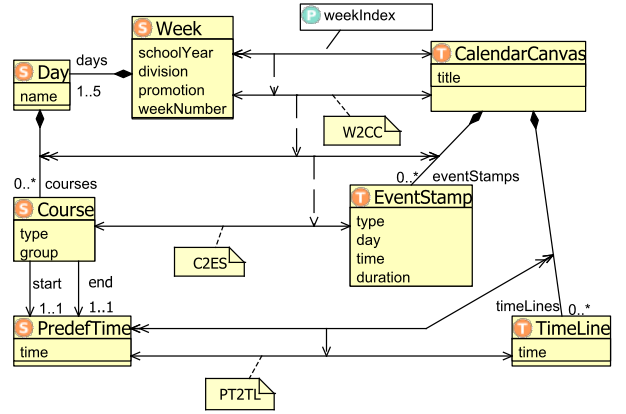 P weekIndex
S Week
schoolYear
division
promotion
weekNumber
T CalendarCanvas
title
S Day
name
days
1..5
W2CC
0..* courses
0..* eventStamps
S Course
type
group
T EventStamp
type
day
time
duration
C2ES
start
end
1..1
1..1
timeLines 0..*
S PredefTime
time
T TimeLine
time
PT2TL